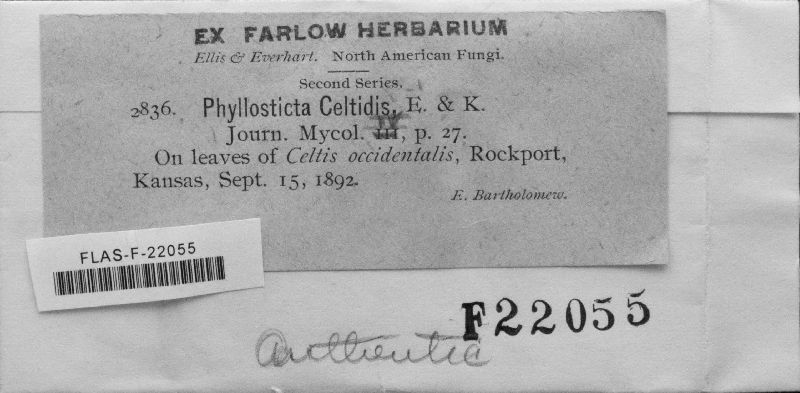 EX FARLOW HERBARIUM
Ellis & Everhart. North American Fungi.
Second Series.
2836. Phyllosticta Celtidis, E. & K.
Journ. Mycol. III IV, p. 27.
On leaves of Celtis occidentalis, Rockport,
Kansas, Sept. 15, 1892.
E. Bartholomew.
FLAS-F-22055
F22055
Authentic